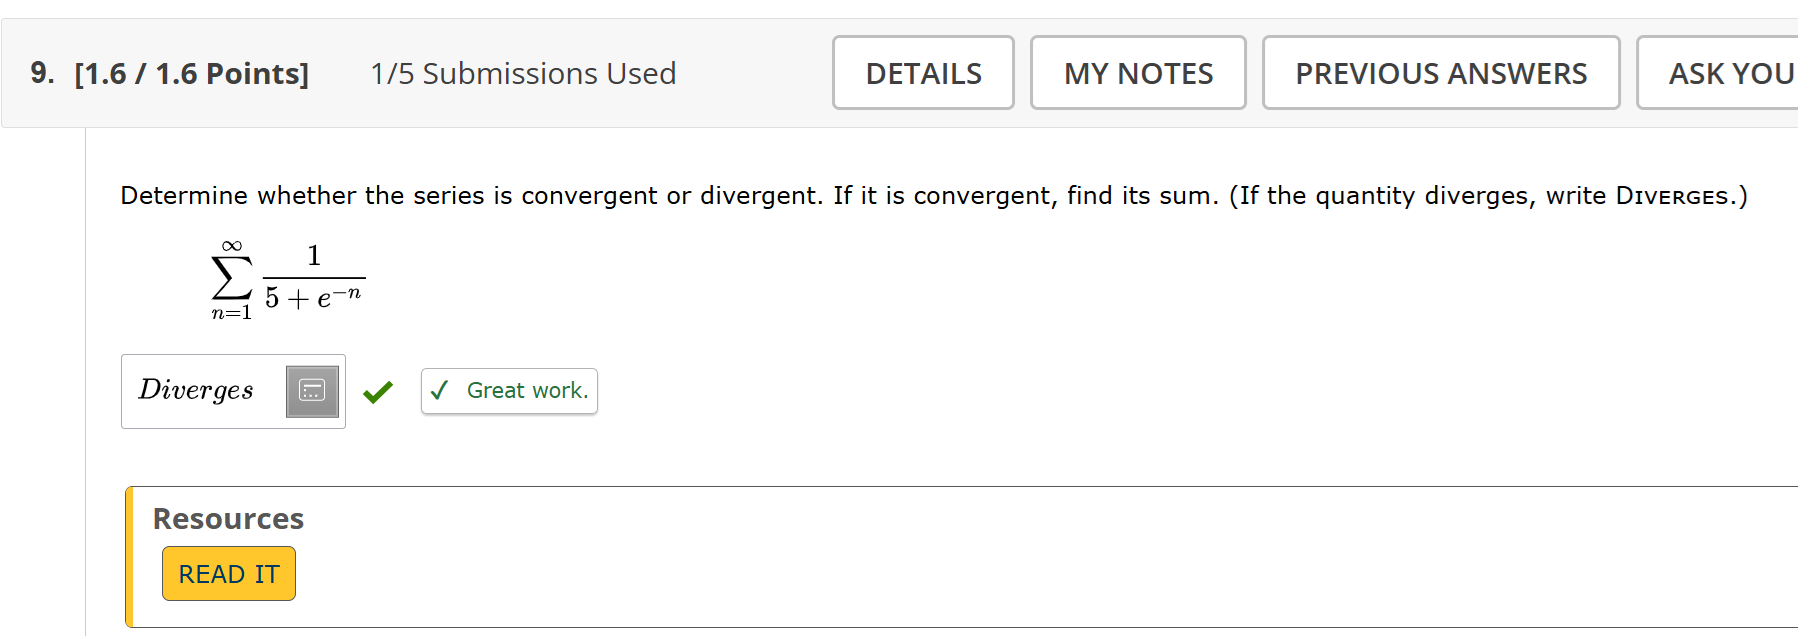 9. [1.6 / 1.6 Points] 1/5 Submissions Used DETAILS MY NOTES PREVIOUS ANSWERS ASK YOU
Determine whether the series is convergent or divergent. If it is convergent, find its sum. (If the quantity diverges, write DIVERGES.)
∞
∑ 1 / (5 + e^{−n})
n=1
Diverges ✓ Great work.
Resources
READ IT